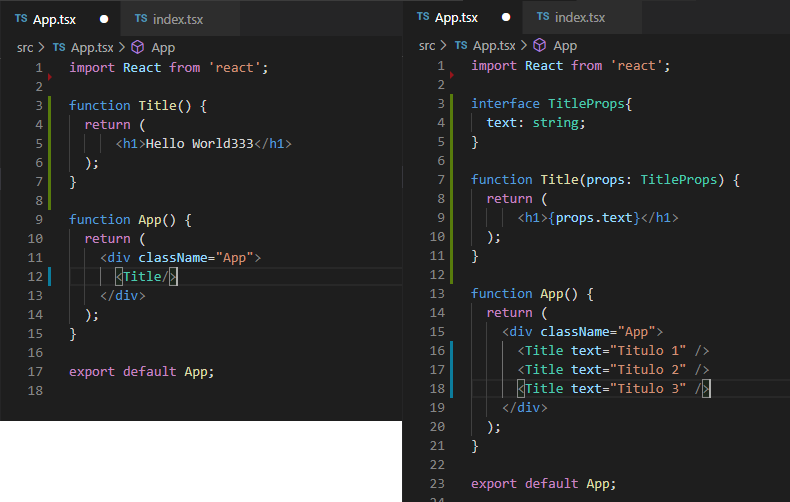 TS App.tsx ● TS index.tsx
src > TS App.tsx > App
1 import React from 'react';
2
3 function Title() {
4 return (
5 <h1>Hello World333</h1>
6 );
7 }
8
9 function App() {
10 return (
11 <div className="App">
12 <Title/>
13 </div>
14 );
15 }
16
17 export default App;
18
TS App.tsx ● TS index.tsx
src > TS App.tsx > App
1 import React from 'react';
2
3 interface TitleProps{
4 text: string;
5 }
6
7 function Title(props: TitleProps) {
8 return (
9 <h1>{props.text}</h1>
10 );
11 }
12
13 function App() {
14 return (
15 <div className="App">
16 <Title text="Titulo 1" />
17 <Title text="Titulo 2" />
18 <Title text="Titulo 3" />
19 </div>
20 );
21 }
22
23 export default App;
24